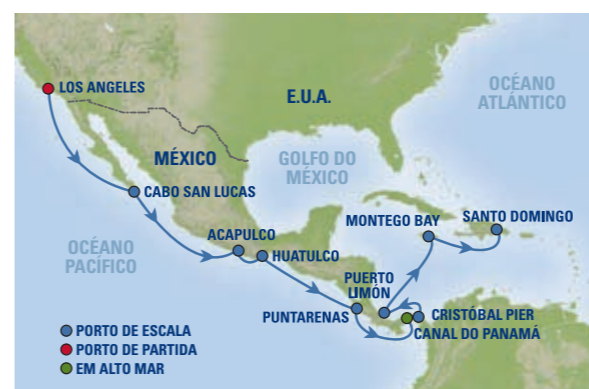 LOS ANGELES
E.U.A.
OCÉANO
ATLÁNTICO
MÉXICO
GOLFO DO
MÉXICO
CABO SAN LUCAS
MONTEGO BAY
SANTO DOMINGO
ACAPULCO
HUATULCO
OCÉANO
PACÍFICO
PUERTO
LIMÓN
PUNTARENAS
CRISTÓBAL PIER
CANAL DO PANAMÁ
PORTO DE ESCALA
PORTO DE PARTIDA
EM ALTO MAR